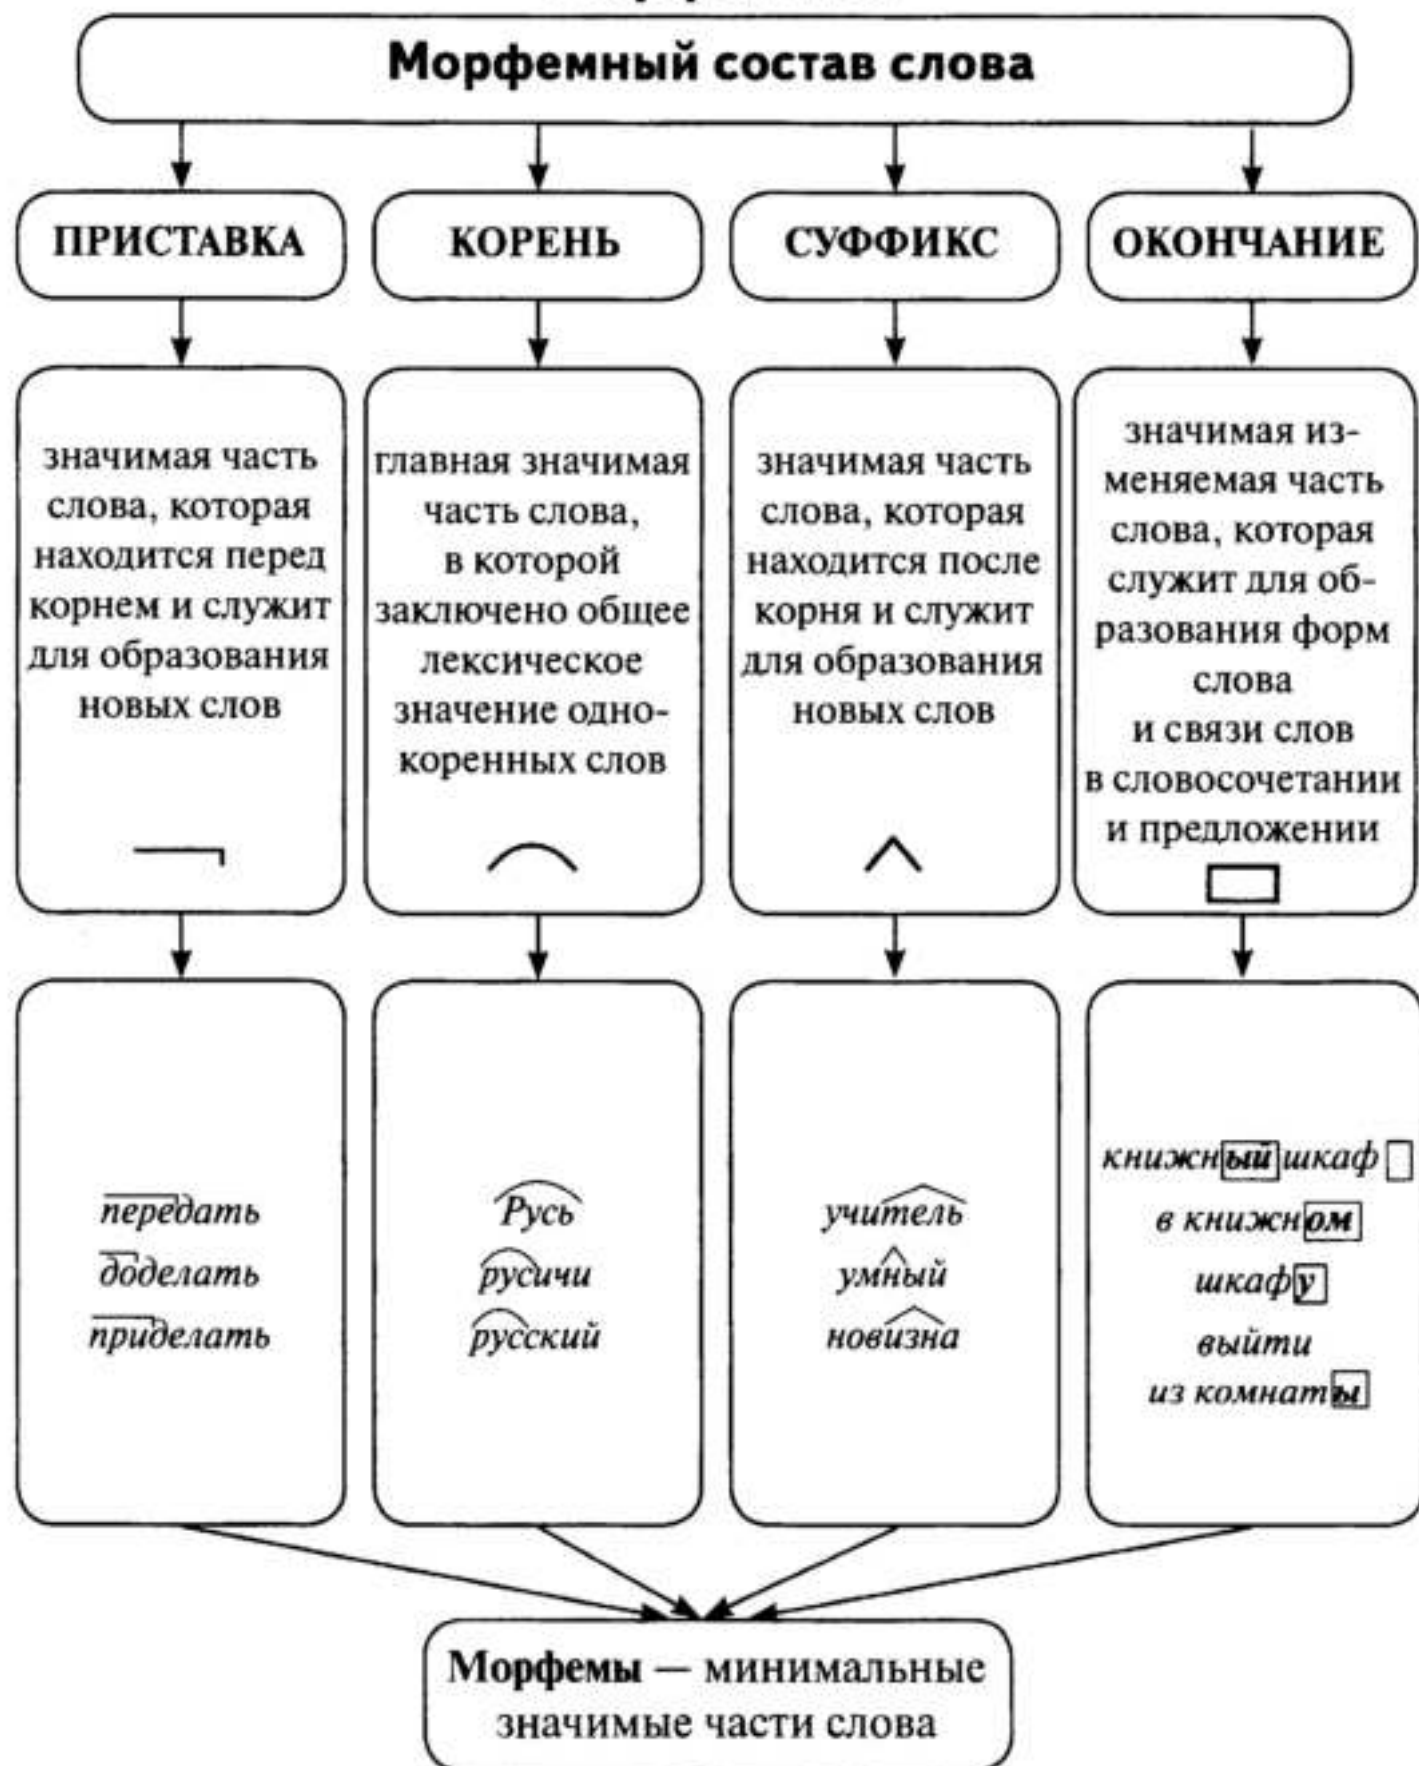 Морфемный состав слова
ПРИСТАВКА
КОРЕНЬ
СУФФИКС
ОКОНЧАНИЕ
значимая часть
слова, которая
находится перед
корнем и служит
для образования
новых слов
главная значимая
часть слова,
в которой
заключено общее
лексическое
значение одно-
коренных слов
значимая часть
слова, которая
находится после
корня и служит
для образования
новых слов
значимая из-
меняемая часть
слова, которая
служит для об-
разования форм
слова
и связи слов
в словосочетании
и предложении
передать
доделать
приделать
Русь
русичи
русский
учитель
умный
новизна
книжный шкаф
в книжном
шкафу
выйти
из комнаты
Морфемы — минимальные
значимые части слова